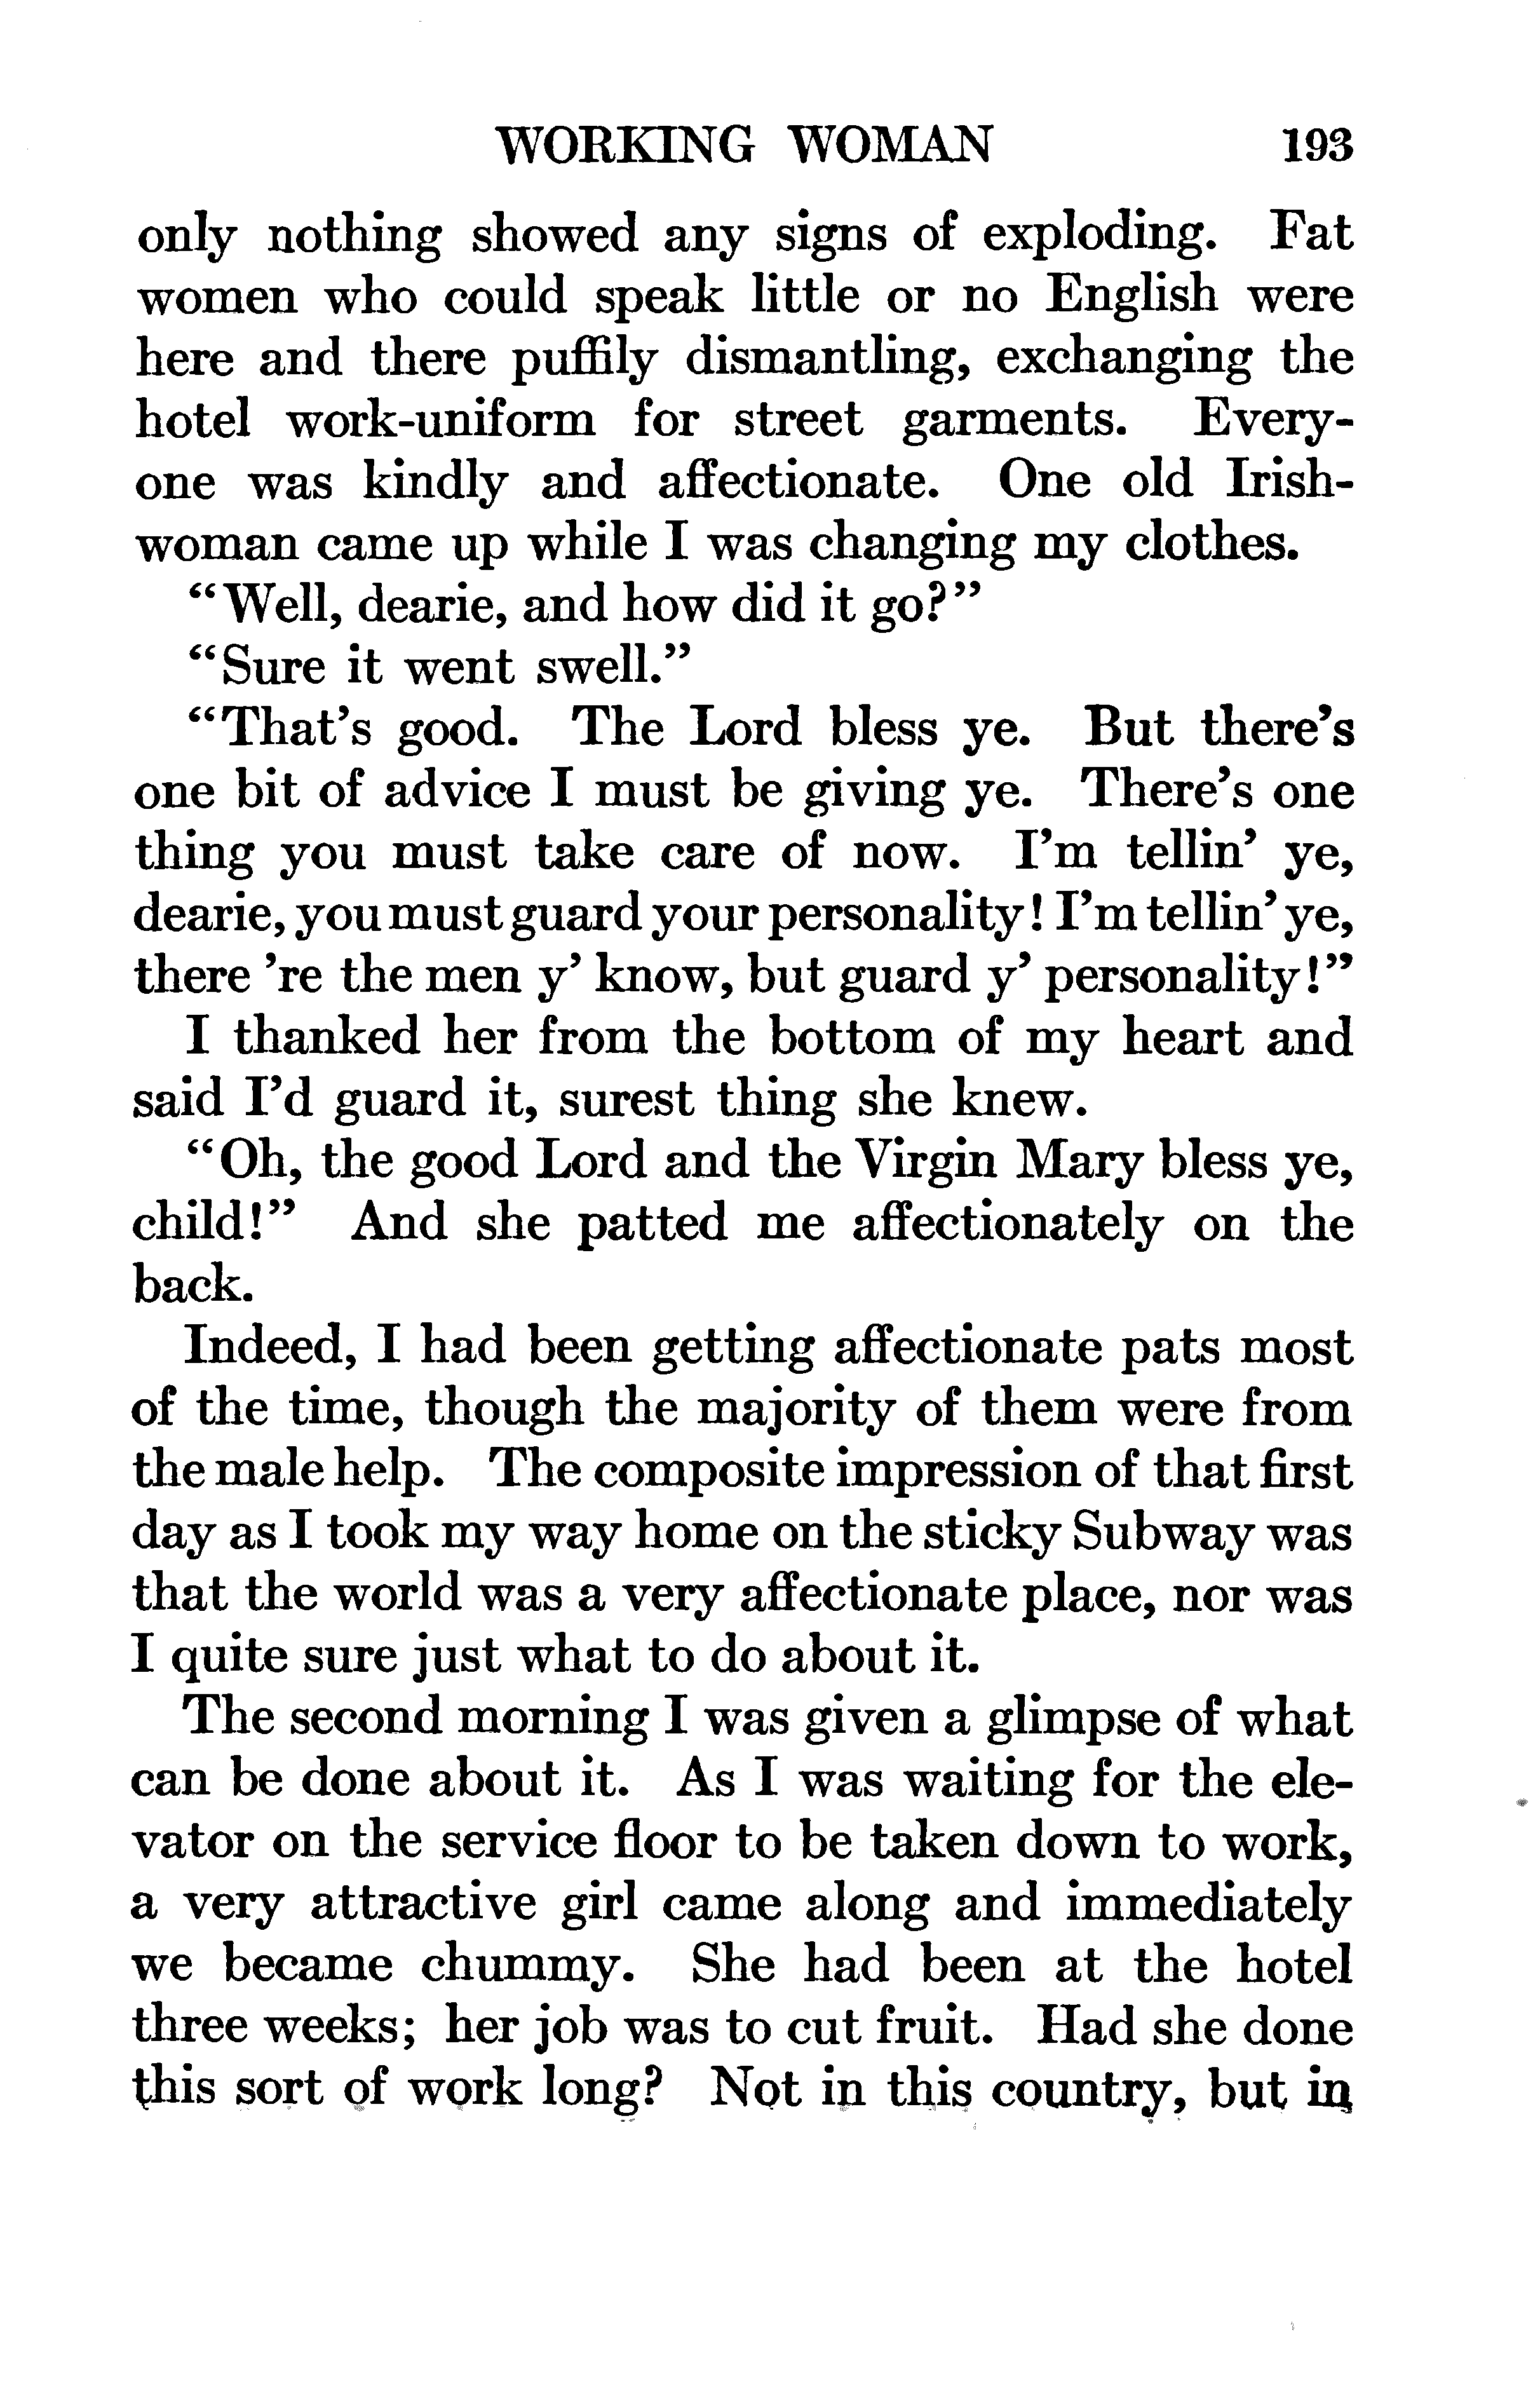 WORKING WOMAN 193
only nothing showed any signs of exploding. Fat
women who could speak little or no English were
here and there puffily dismantling, exchanging the
hotel work-uniform for street garments. Every-
one was kindly and affectionate. One old Irish-
woman came up while I was changing my clothes.
“Well, dearie, and how did it go?”
“Sure it went swell.”
“That’s good. The Lord bless ye. But there’s
one bit of advice I must be giving ye. There’s one
thing you must take care of now. I’m tellin’ ye,
dearie, you must guard your personality! I’m tellin’ ye,
there ’re the men y’ know, but guard y’ personality!”
I thanked her from the bottom of my heart and
said I’d guard it, surest thing she knew.
“Oh, the good Lord and the Virgin Mary bless ye,
child!” And she patted me affectionately on the
back.
Indeed, I had been getting affectionate pats most
of the time, though the majority of them were from
the male help. The composite impression of that first
day as I took my way home on the sticky Subway was
that the world was a very affectionate place, nor was
I quite sure just what to do about it.
The second morning I was given a glimpse of what
can be done about it. As I was waiting for the ele-
vator on the service floor to be taken down to work,
a very attractive girl came along and immediately
we became chummy. She had been at the hotel
three weeks; her job was to cut fruit. Had she done
this sort of work long? Not in this country, but in